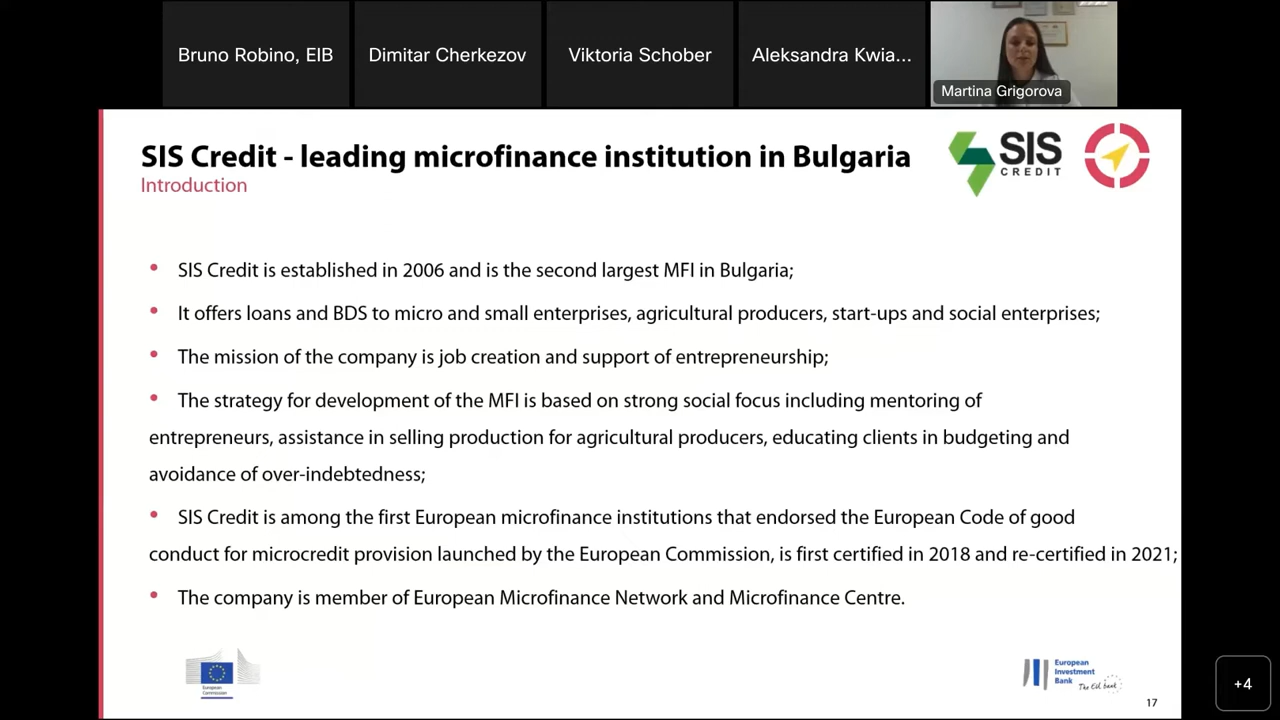 Bruno Robino, EIB
Dimitar Cherkezov
Viktoria Schober
Aleksandra Kwia...
Martina Grigorova
SIS Credit - leading microfinance institution in Bulgaria
Introduction
SIS
CREDIT
• SIS Credit is established in 2006 and is the second largest MFI in Bulgaria;
• It offers loans and BDS to micro and small enterprises, agricultural producers, start-ups and social enterprises;
• The mission of the company is job creation and support of entrepreneurship;
• The strategy for development of the MFI is based on strong social focus including mentoring of
entrepreneurs, assistance in selling production for agricultural producers, educating clients in budgeting and
avoidance of over-indebtedness;
• SIS Credit is among the first European microfinance institutions that endorsed the European Code of good
conduct for microcredit provision launched by the European Commission, is first certified in 2018 and re-certified in 2021;
• The company is member of European Microfinance Network and Microfinance Centre.
European
Commission
European
Investment
Bank
The EU bank
17
+4